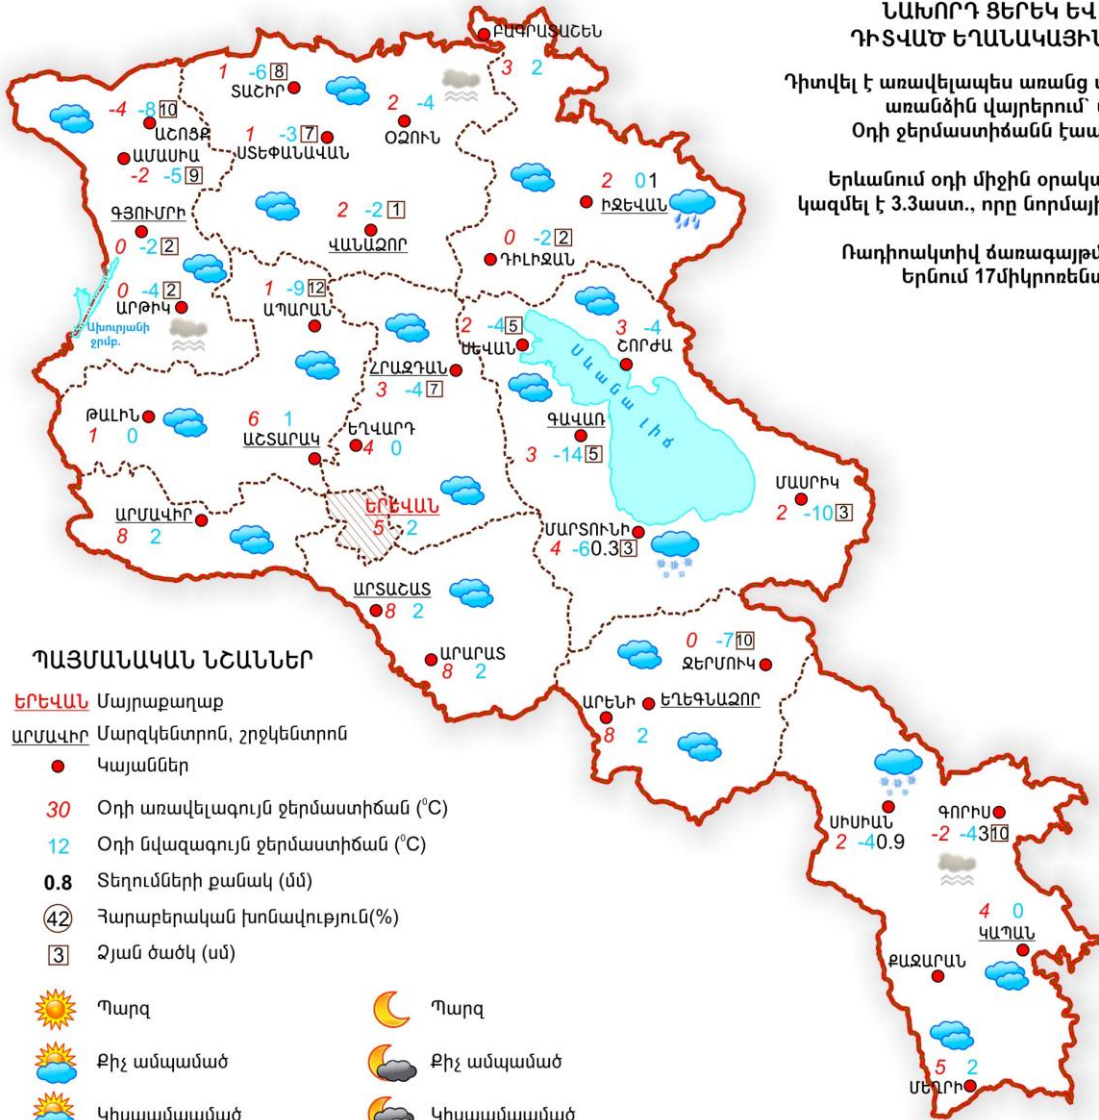 ՆԱԽՈՐԴ ՑԵՐԵԿ ԵՎ
ԴԻՏՎԱԾ ԵՂԱՆԱԿԱՅԻՆ
Դիտվել է առավելապես առանց
առանձին վայրերում՝
Օդի ջերմաստիճանն
Երևանում օդի միջին
կազմել է 3.3աստ., որը
Ռադիոակտիվ
Երնում
ԲԱԳՐԱՏԱՇԵՆ
3 2
1 -6 8
ՏԱՇԻՐ
2 -4
ՕՁՈՒՆ
-4 -8 10
ԱՇՈՑՔ
1 -3 7
ՍՏԵՓԱՆԱՎԱՆ
ԱՄԱՍԻԱ
-2 -5 9
2 0 1
ԻՋԵՎԱՆ
ԳՅՈՒՄՐԻ
0 -2 2
2 -2 1
ՎԱՆԱՁՈՐ
0 -2 2
ԴԻԼԻՋԱՆ
0 -4 2
ԱՐԹԻԿ
1 -9 12
ԱՊԱՐԱՆ
Ախուրյանի
ջրմբ.
2 -4 5
ՍԵՎԱՆ
3 -4
ՇՈՐԺԱ
Սևանա լիճ
ՀՐԱԶԴԱՆ
3 -4 7
ԹԱԼԻՆ
1 0
6 1
ԱՇՏԱՐԱԿ
ԵՂՎԱՐԴ
4 0
ԳԱՎԱՌ
3 -14 5
ՄԱՍՐԻԿ
2 -10 3
ԱՐՄԱՎԻՐ
8 2
ԵՐԵՎԱՆ
5 2
ՄԱՐՏՈՒՆԻ
4 -6 0.3 3
ԱՐՏԱՇԱՏ
8 2
ԱՐԱՐԱՏ
8 2
0 -7 10
ՋԵՐՄՈՒԿ
ԱՐԵՆԻ
8 2
ԵՂԵԳՆԱՁՈՐ
ՍԻՍԻԱՆ
2 -4 0.9
ԳՈՐԻՍ
-2 -4 3 10
4 0
ԿԱՊԱՆ
ՔԱՋԱՐԱՆ
5 2
ՄԵՂՐԻ
ՊԱՅՄԱՆԱԿԱՆ ՆՇԱՆՆԵՐ
ԵՐԵՎԱՆ Մայրաքաղաք
ԱՐՄԱՎԻՐ Մարզկենտրոն, շրջկենտրոն
Կայաններ
30 Օդի առավելագույն ջերմաստիճան (⁰C)
12 Օդի նվազագույն ջերմաստիճան (⁰C)
0.8 Տեղումների քանակ (մմ)
42 Հարաբերական խոնավություն(%)
3 Ձյան ծածկ (սմ)
Պարզ Պարզ
Քիչ ամպամած Քիչ ամպամած
Կիսաամպամած Կիսաամպամած